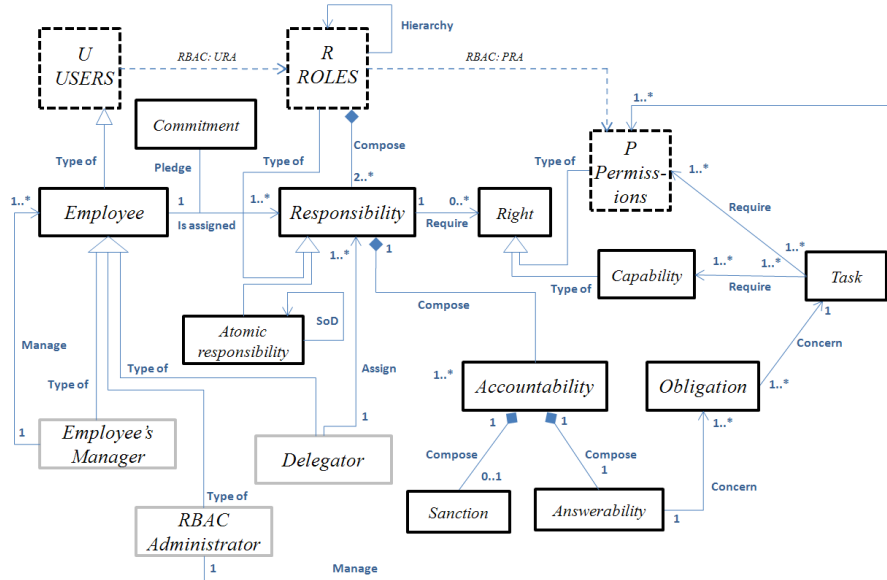 Hierarchy
U
USERS
RBAC: URA
R
ROLES
RBAC: PRA
1..*
Commitment
Compose
P
Permiss-
ions
Type of
Pledge
Type of
2..*
Type of
1..*
1..*
Employee
1
Is assigned
1..*
Responsibility
1
Require
0..*
Right
Require
1..*
1
1..*
Capability
1..*
1..*
Require
Task
Type of
Atomic
responsibility
SoD
Compose
1
Manage
Concern
Type of
Type of
Assign
1..*
Accountability
Obligation
1..*
1..*
1
Employee's
Manager
1
Delegator
1
1
Compose
Compose
0..1
1
Concern
Type of
Sanction
Answerability
1
RBAC
Administrator
1
Manage